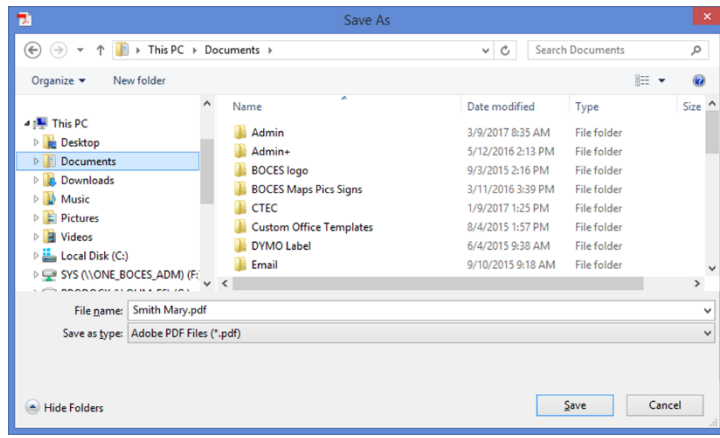 Save As
This PC Documents
Search Documents
Organize New folder
Name Date modified Type Size
This PC
Desktop
Documents
Downloads
Music
Pictures
Videos
Local Disk (C:)
SYS (\\ONE_BOCES_ADM) (F:)
Admin 3/9/2017 8:35 AM File folder
Admin+ 5/12/2016 2:13 PM File folder
BOCES logo 9/3/2015 2:16 PM File folder
BOCES Maps Pics Signs 3/11/2016 3:39 PM File folder
CTEC 1/9/2017 1:25 PM File folder
Custom Office Templates 8/4/2015 1:57 PM File folder
DYMO Label 6/4/2015 9:38 AM File folder
Email 9/10/2015 9:18 AM File folder
File name: Smith Mary.pdf
Save as type: Adobe PDF Files (*.pdf)
Hide Folders
Save Cancel